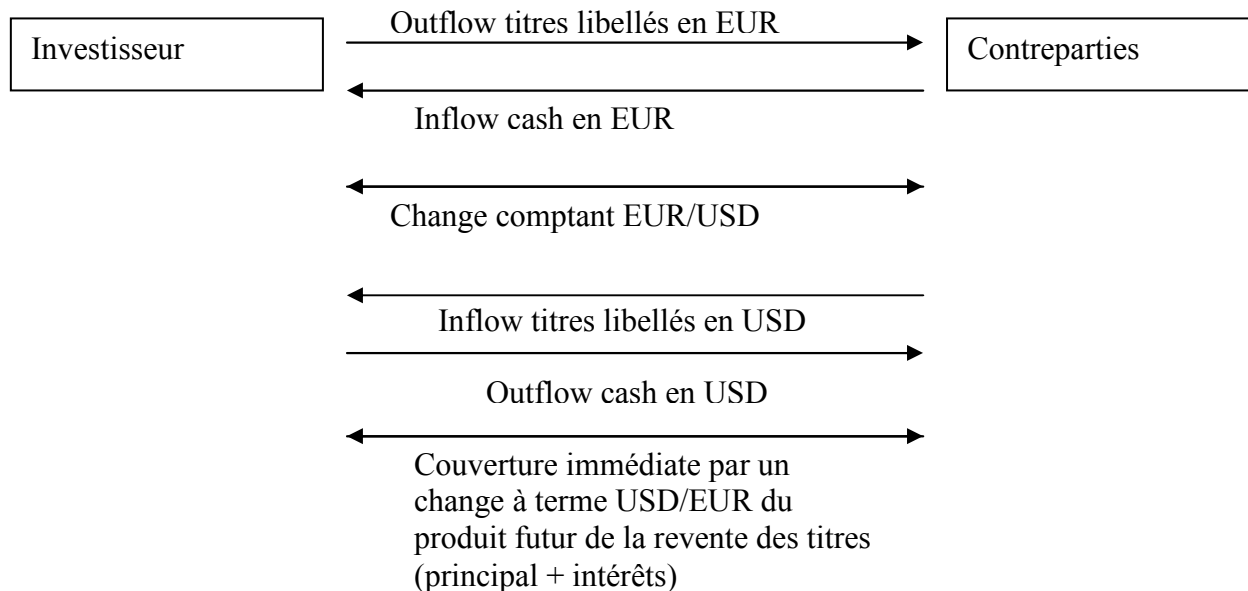 Outflow titres libellés en EUR
Investisseur
Contreparties
Inflow cash en EUR
Change comptant EUR/USD
Inflow titres libellés en USD
Outflow cash en USD
Couverture immédiate par un
change à terme USD/EUR du
produit futur de la revente des titres
(principal + intérêts)